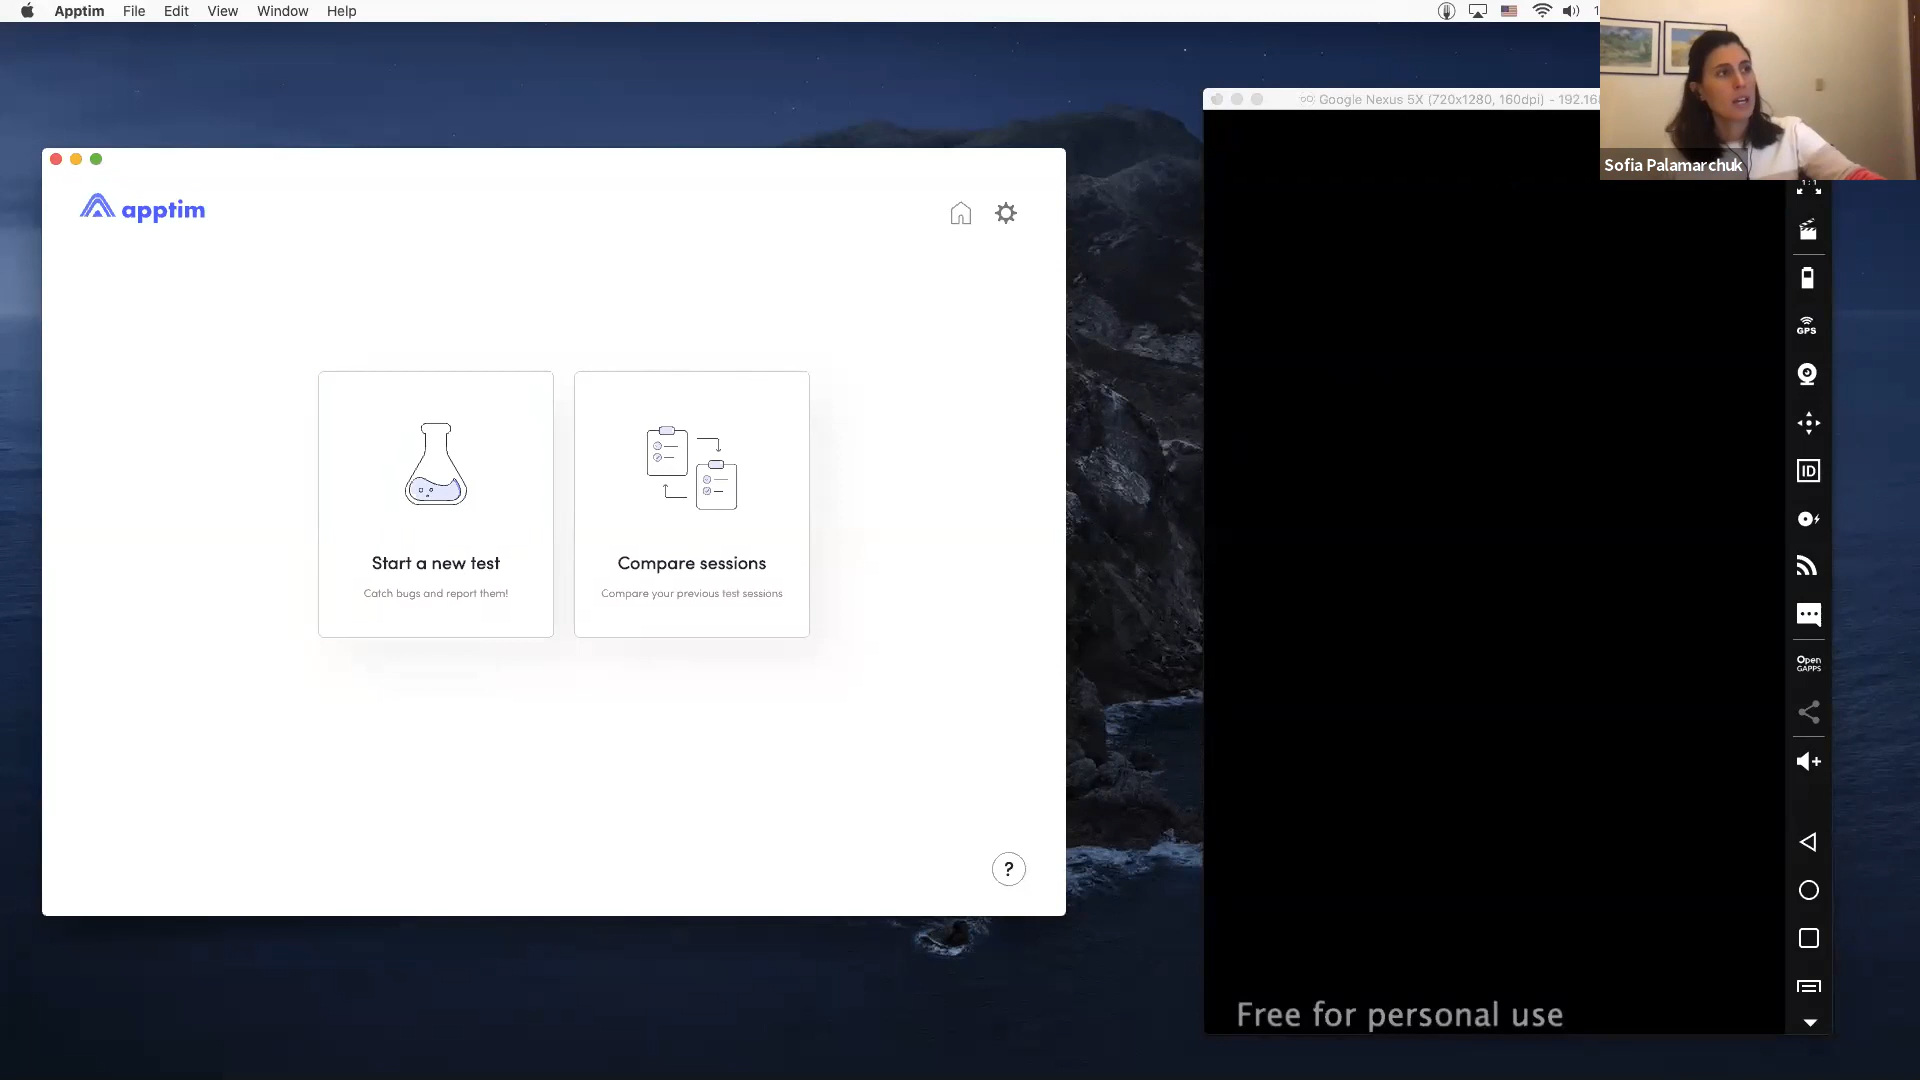 Apptim File Edit View Window Help
Google Nexus 5X (720x1280, 160dpi) - 192.16
Sofia Palamarchuk
apptim
1:1
GPS
ID
Start a new test
Compare sessions
Catch bugs and report them!
Compare your previous test sessions
Open
GAPPS
?
Free for personal use